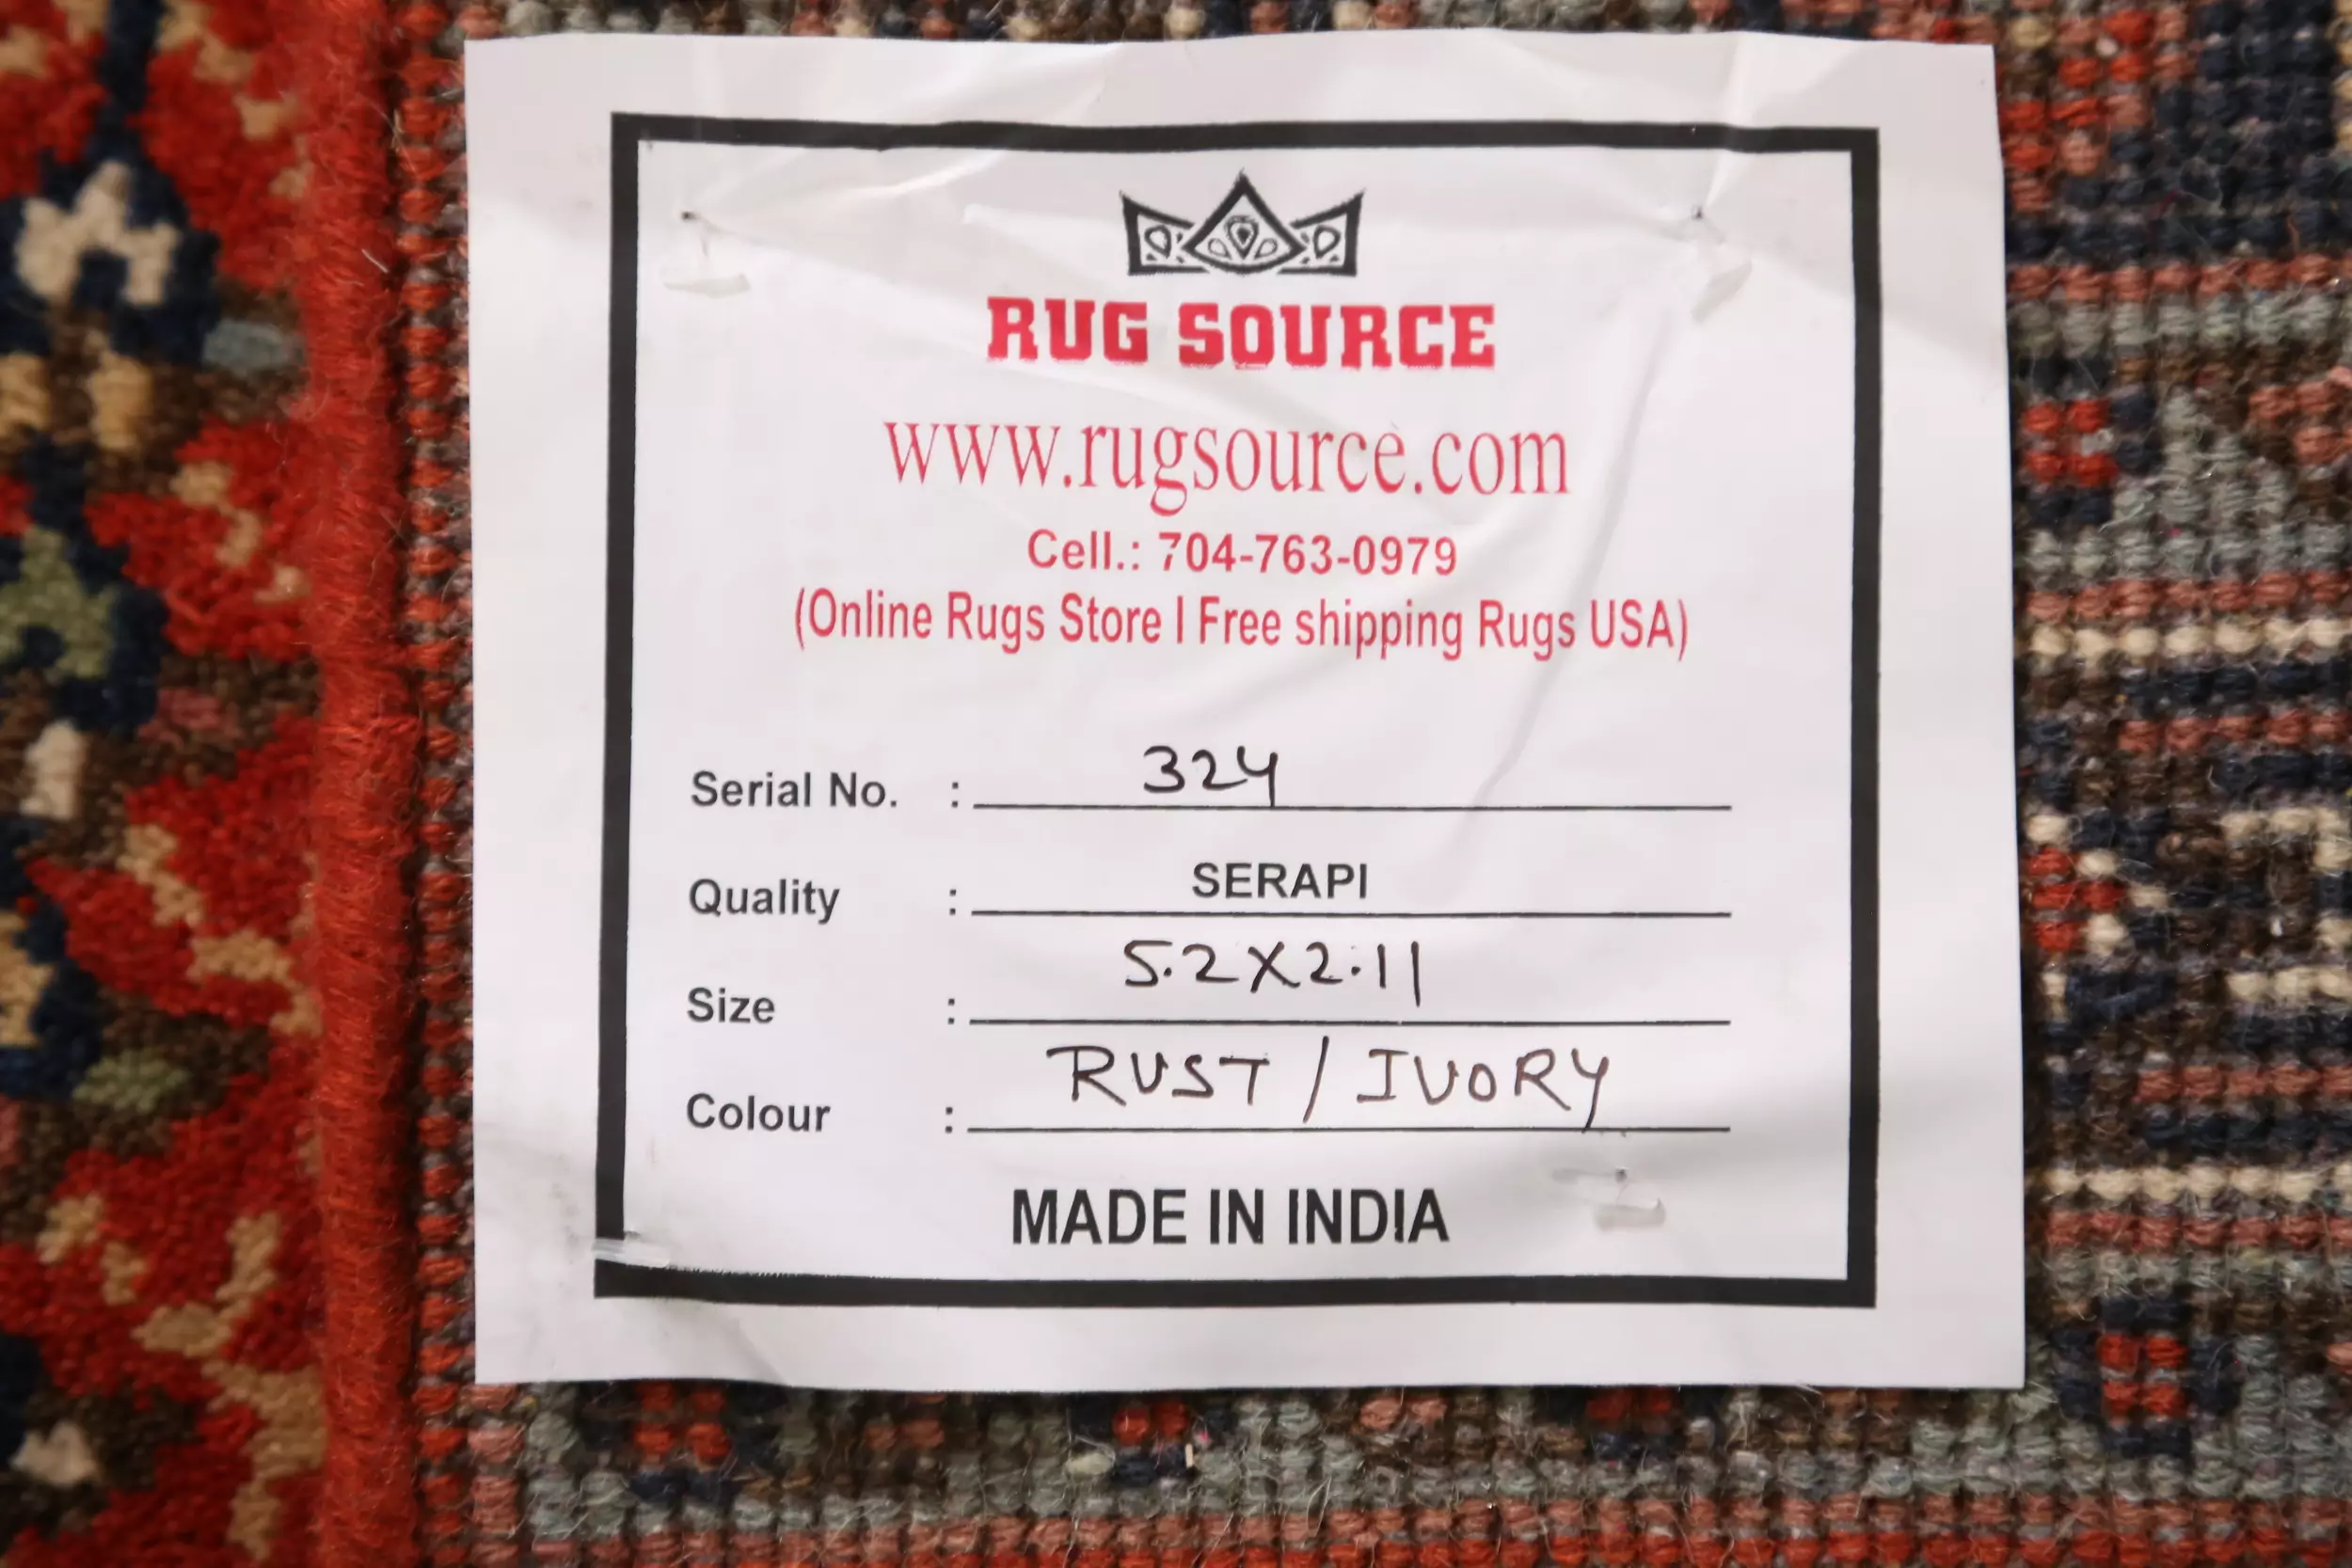 RUG SOURCE
www.rugsource.com
Cell.: 704-763-0979
(Online Rugs Store I Free shipping Rugs USA)
Serial No. : 324
Quality : SERAPI
Size : 5.2X2.11
Colour : RUST / IVORY
MADE IN INDIA